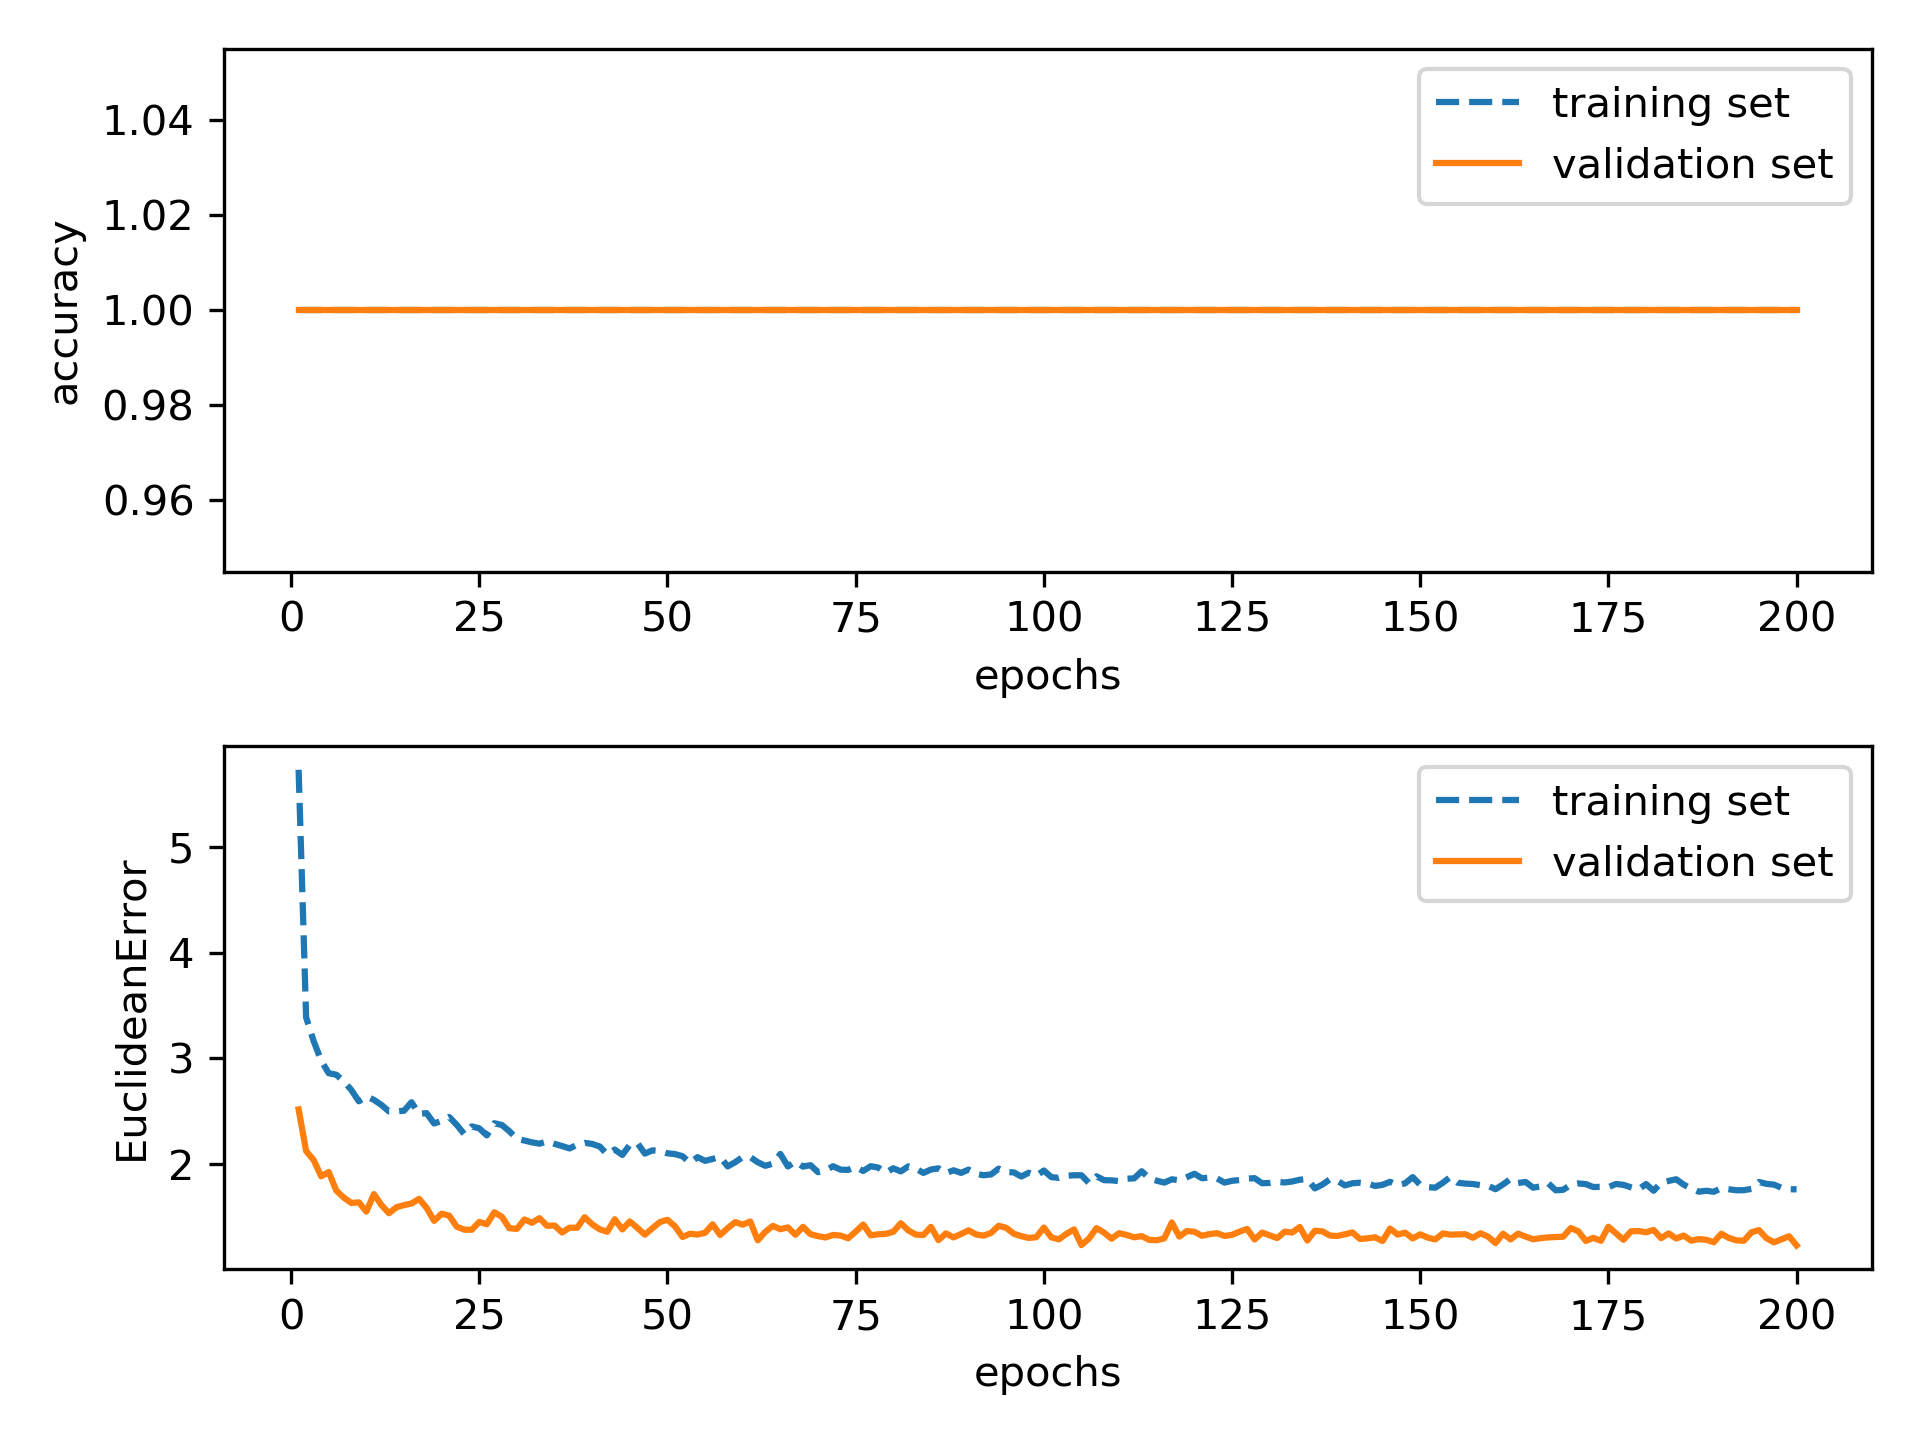 training set
validation set
accuracy
1.04
1.02
1.00
0.98
0.96
0 25 50 75 100 125 150 175 200
epochs
training set
validation set
EuclideanError
5
4
3
2
0 25 50 75 100 125 150 175 200
epochs